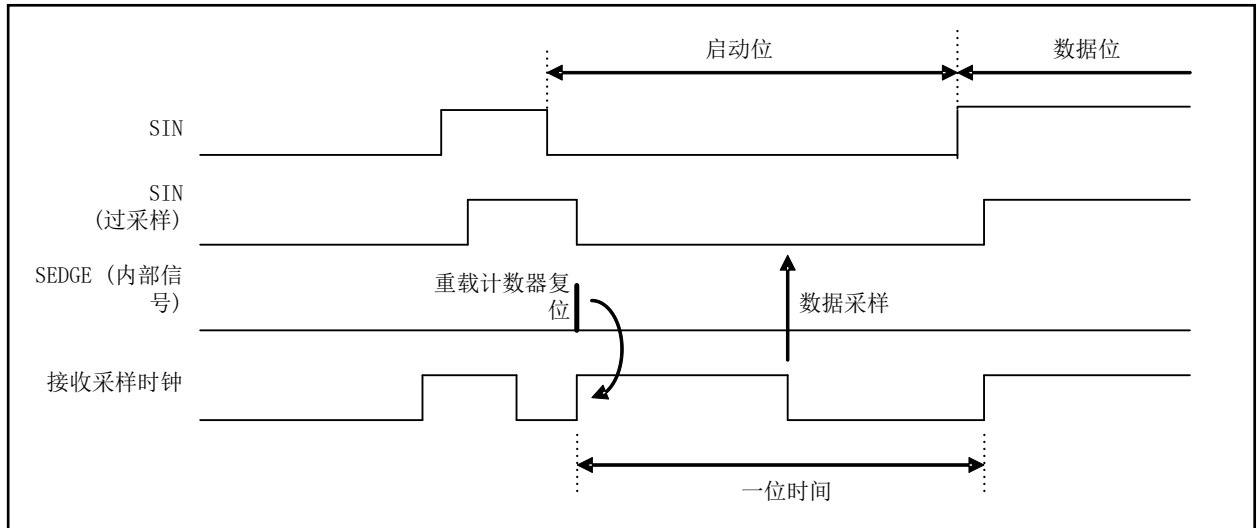 启动位
数据位
SIN
SIN
(过采样)
SEDGE (内部信
号)
重载计数器复
位
数据采样
接收采样时钟
一位时间